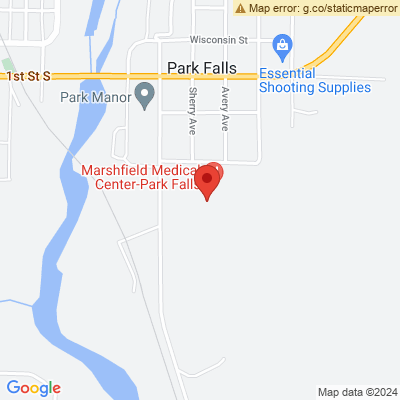 Map error: g.co/staticmaperror
Wisconsin St
Park Falls
1st St S
Essential
Shooting Supplies
Park Manor
Sherry Ave
Avery Ave
Marshfield Medical
Center-Park Falls
Google
Map data ©2024